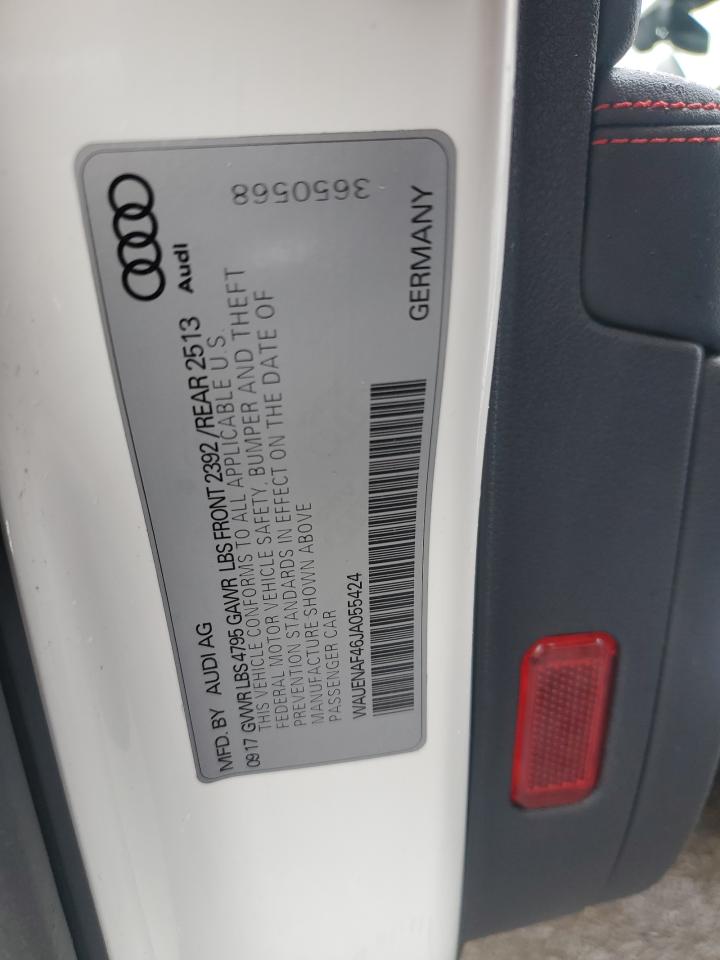 Audi
3650568
MFD. BY AUDI AG
0917 GVWR LBS 4795 GAWR LBS FRONT 2392/REAR 2513
THIS VEHICLE CONFORMS TO ALL APPLICABLE U.S.
FEDERAL MOTOR VEHICLE SAFETY, BUMPER AND THEFT
PREVENTION STANDARDS IN EFFECT ON THE DATE OF
MANUFACTURE SHOWN ABOVE
PASSENGER CAR
WAUENAF46JA055424
GERMANY